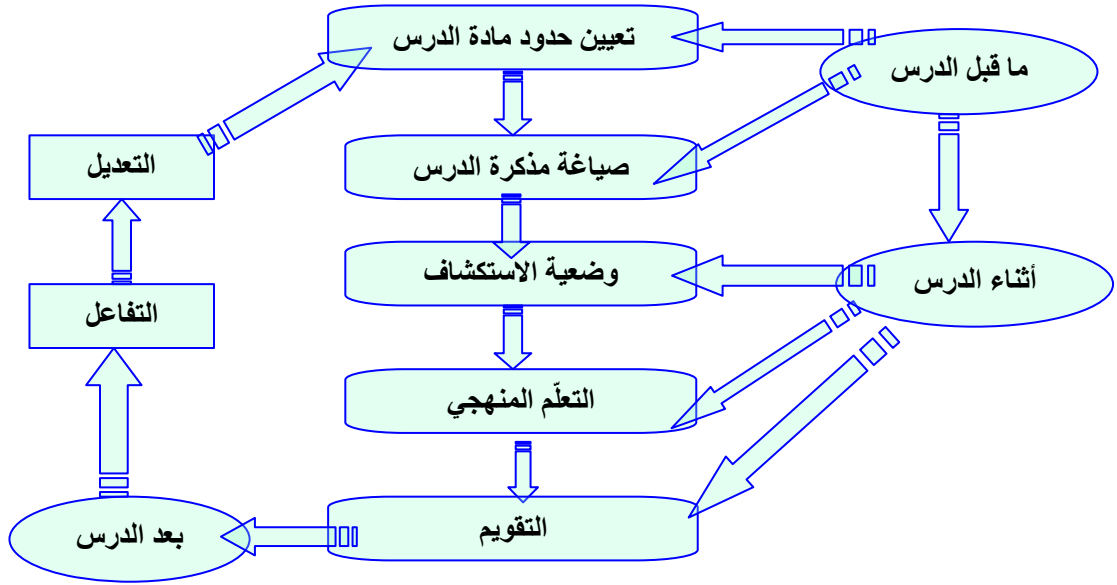 تعيين حدود مادة الدرس
ما قبل الدرس
صياغة مذكرة الدرس
التعديل
وضعية الاستكشاف
أثناء الدرس
التفاعل
التعلّم المنهجي
التقويم
بعد الدرس